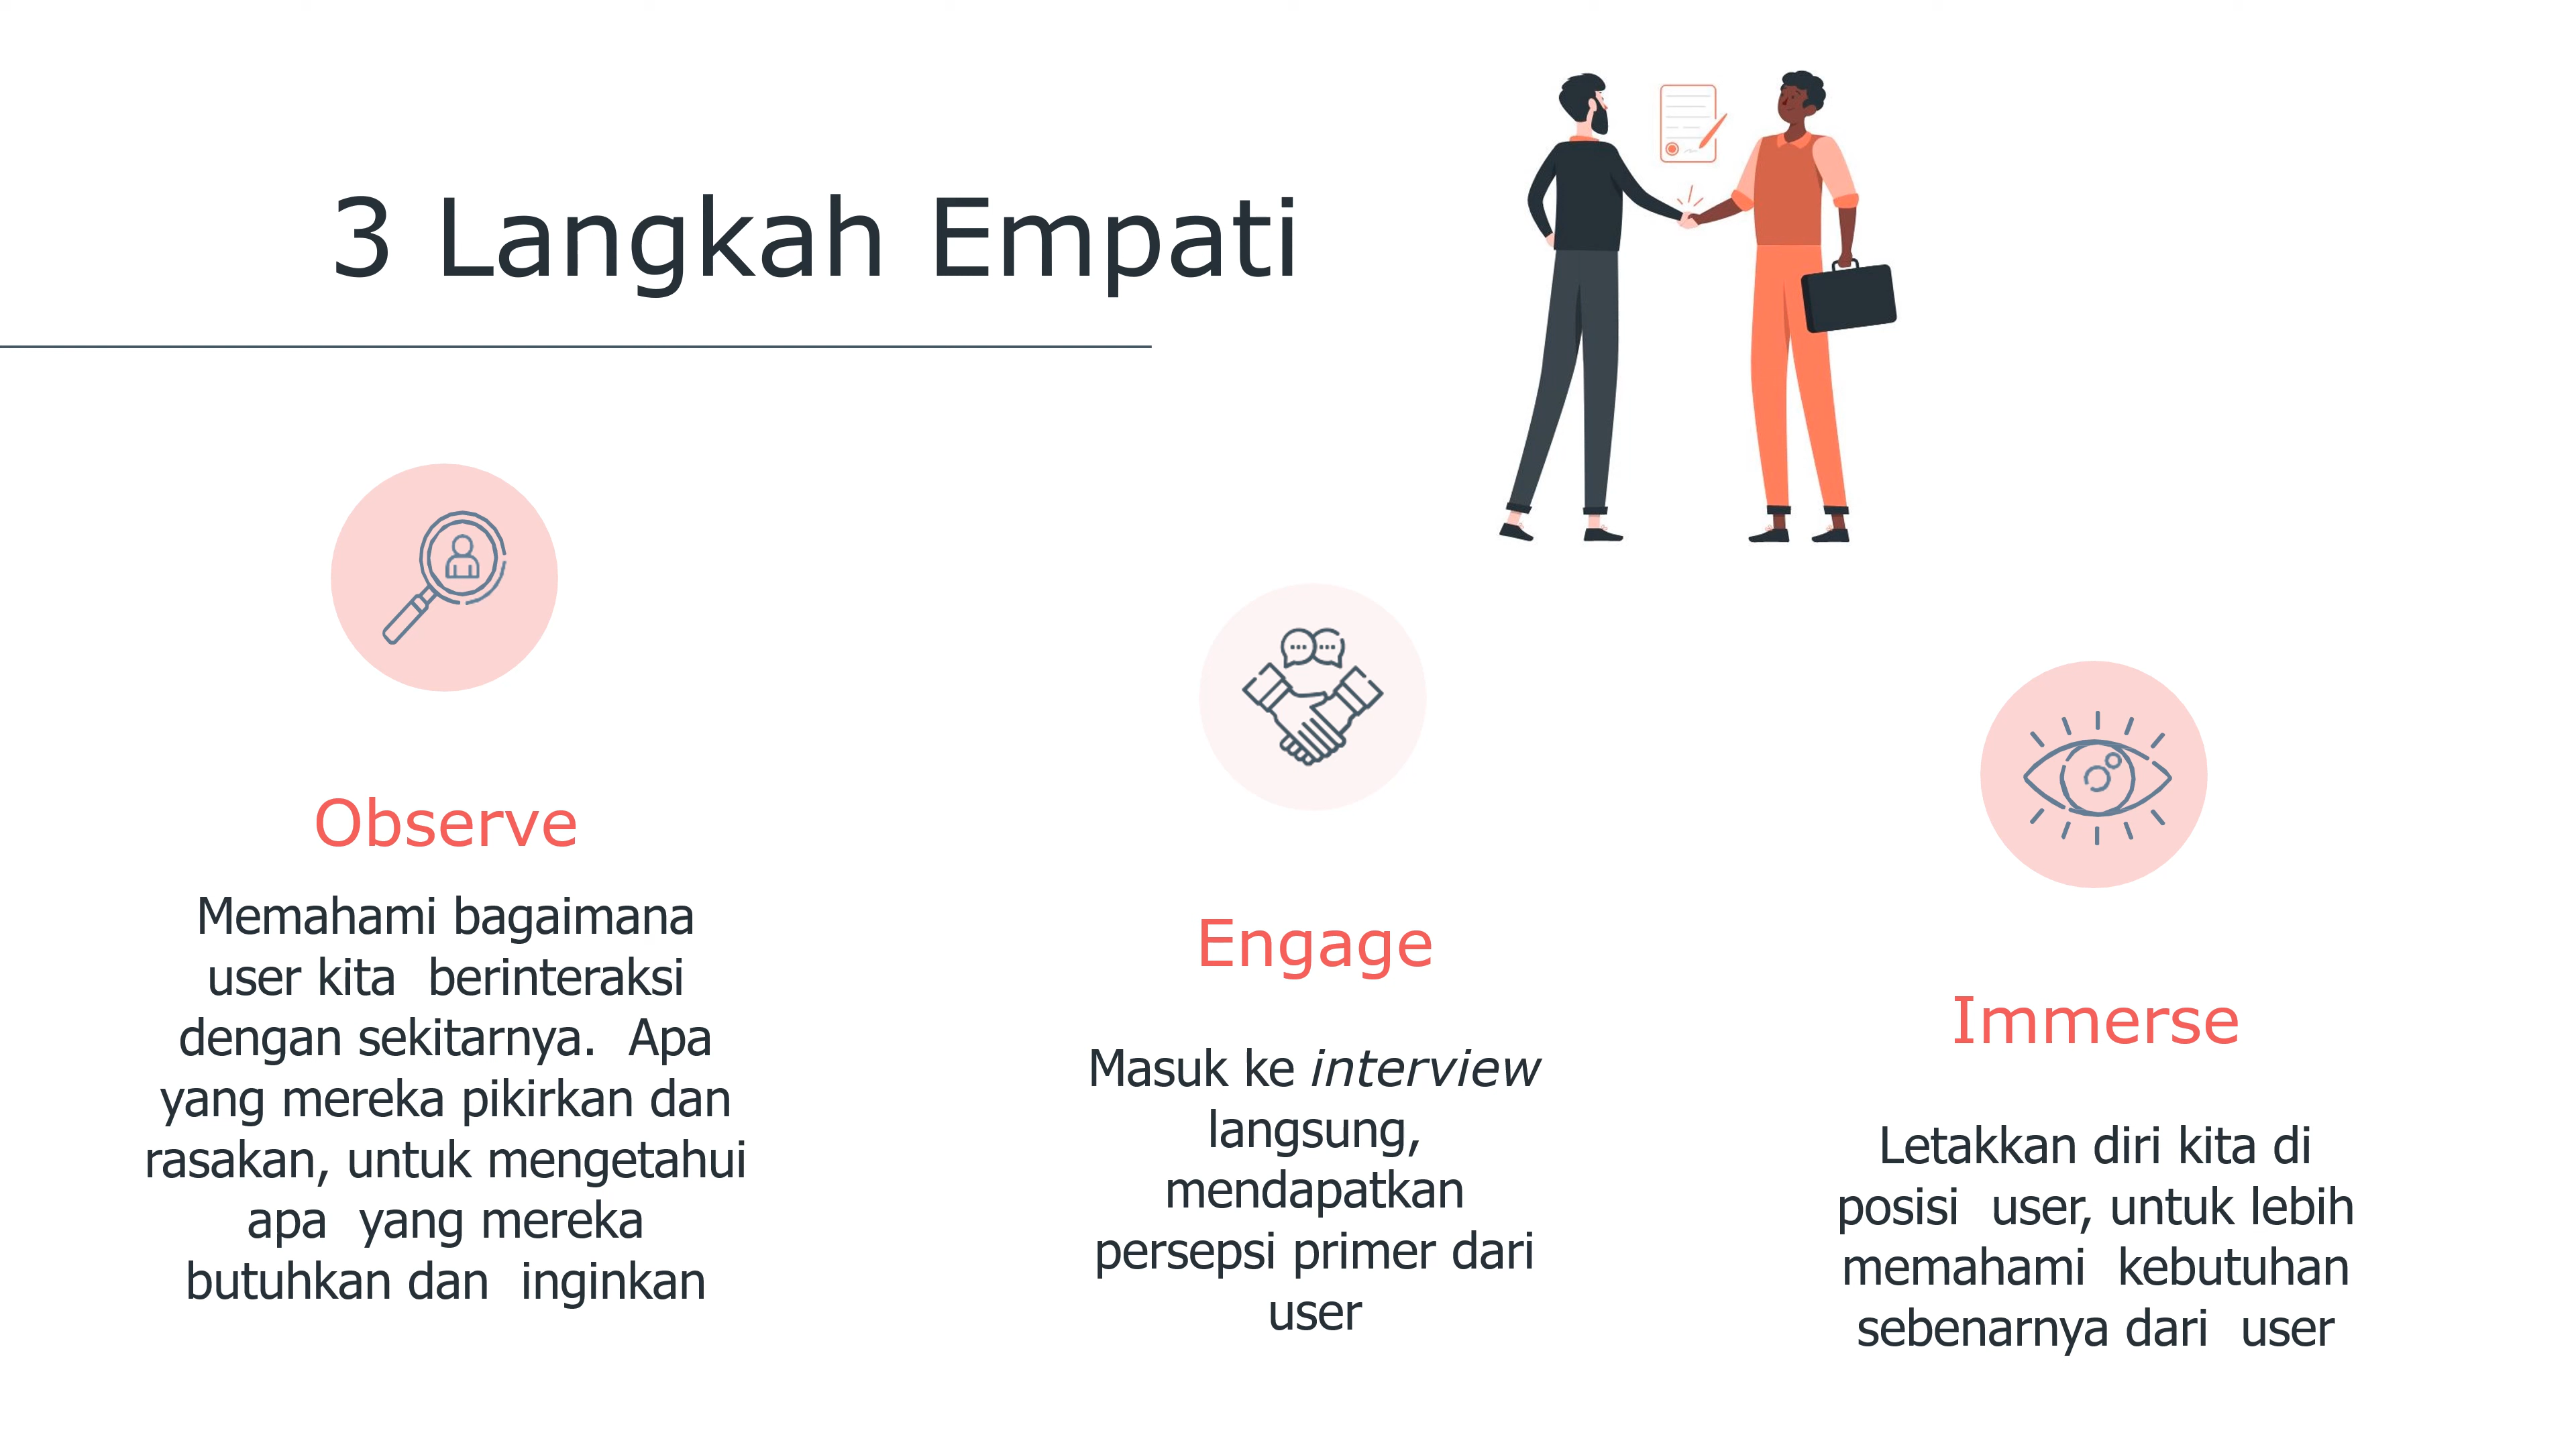 3 Langkah Empati
Observe
Memahami bagaimana
user kita  berinteraksi
dengan sekitarnya.  Apa
yang mereka pikirkan dan
rasakan, untuk mengetahui
apa  yang mereka
butuhkan dan  inginkan
Engage
Masuk ke interview
langsung,
mendapatkan
persepsi primer dari
user
Immerse
Letakkan diri kita di
posisi  user, untuk lebih
memahami  kebutuhan
sebenarnya dari  user